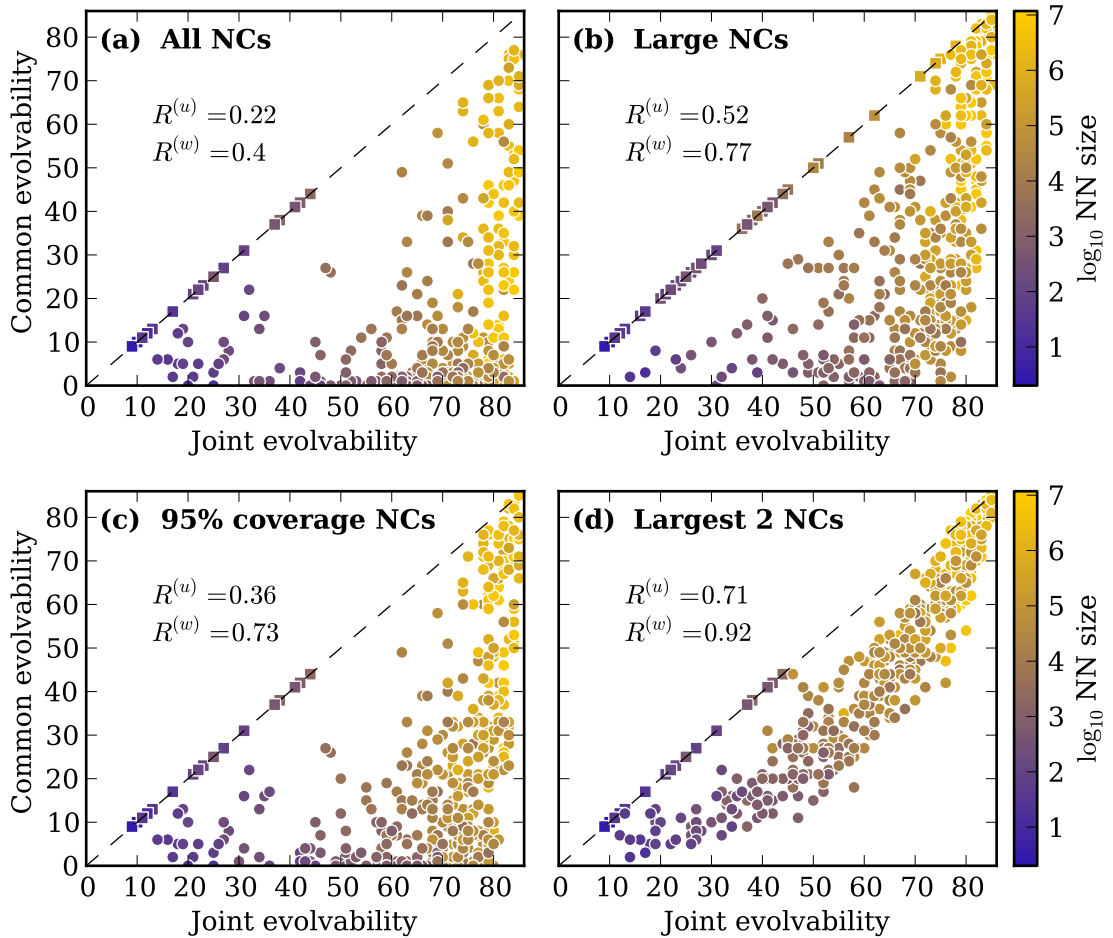 (a) All NCs
R^(u) =0.22
R^(w) =0.4
Common evolvability
80
70
60
50
40
30
20
10
0
0 10 20 30 40 50 60 70 80
Joint evolvability
(b) Large NCs
R^(u) =0.52
R^(w) =0.77
0 10 20 30 40 50 60 70 80
Joint evolvability
7
6
5
4
3
2
1
log₁₀ NN size
(c) 95% coverage NCs
R^(u) =0.36
R^(w) =0.73
Common evolvability
80
70
60
50
40
30
20
10
0
0 10 20 30 40 50 60 70 80
Joint evolvability
(d) Largest 2 NCs
R^(u) =0.71
R^(w) =0.92
0 10 20 30 40 50 60 70 80
Joint evolvability
7
6
5
4
3
2
1
log₁₀ NN size